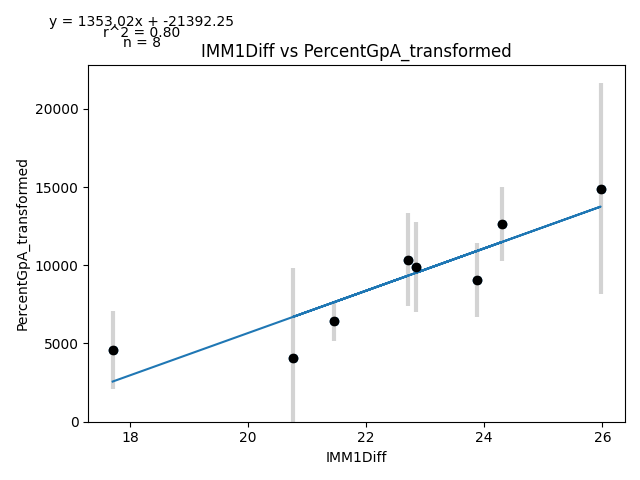 y = 1353.02x + -21392.25
r^2 = 0.80
n = 8
IMM1Diff vs PercentGpA_transformed
PercentGpA_transformed
20000
15000
10000
5000
0
18 20 22 24 26
IMM1Diff